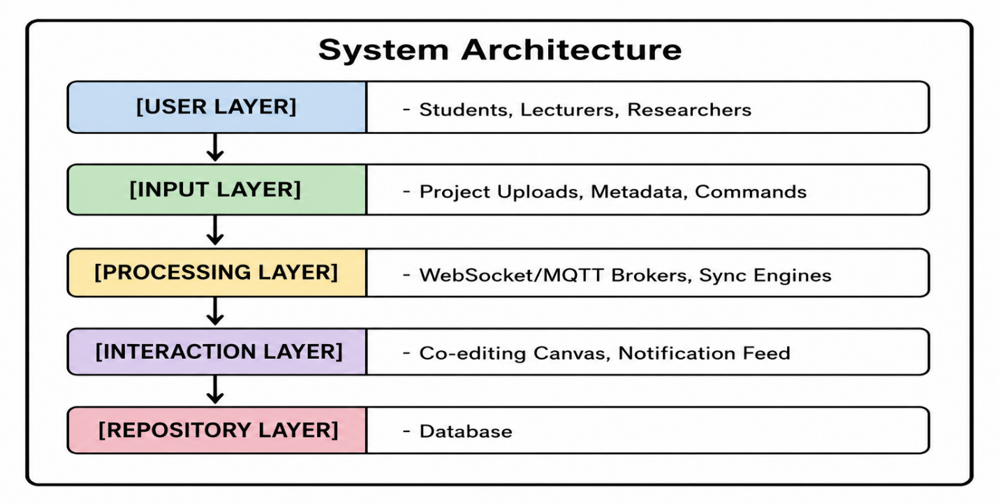 System Architecture
[USER LAYER] - Students, Lecturers, Researchers
[INPUT LAYER] - Project Uploads, Metadata, Commands
[PROCESSING LAYER] - WebSocket/MQTT Brokers, Sync Engines
[INTERACTION LAYER] - Co-editing Canvas, Notification Feed
[REPOSITORY LAYER] - Database